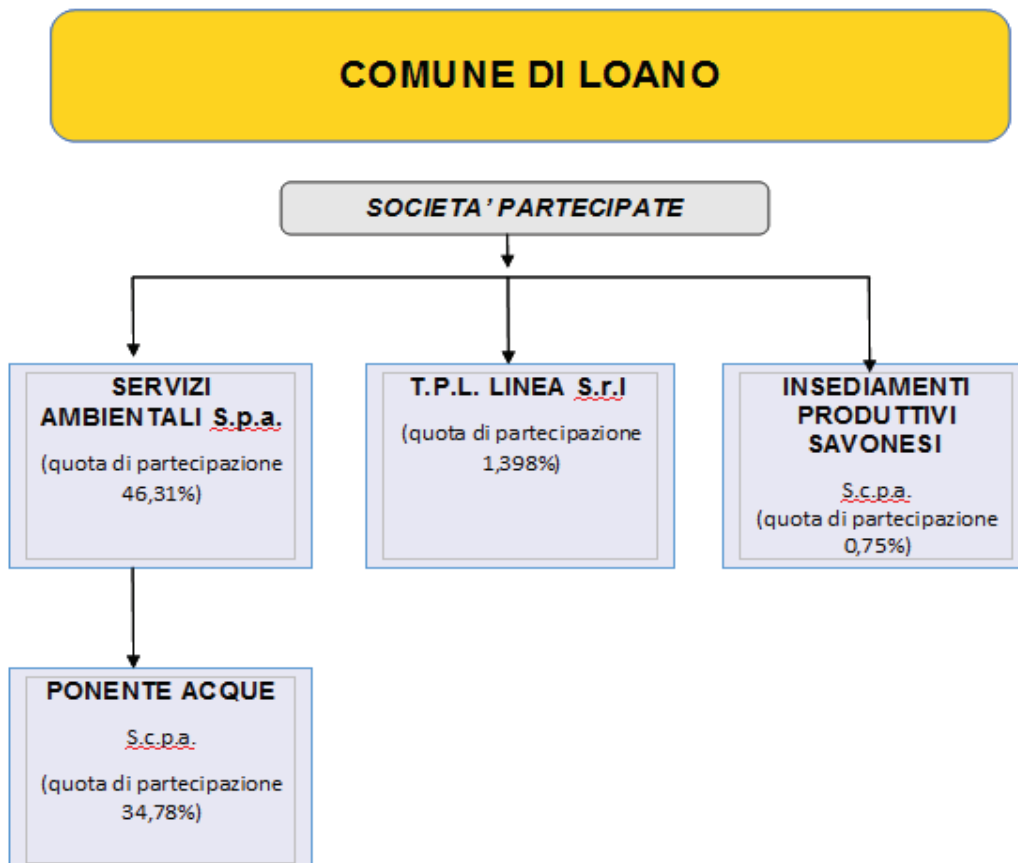 COMUNE DI LOANO
SOCIETA' PARTECIPATE
SERVIZI
AMBIENTALI S.p.a.
(quota di partecipazione
46,31%)
T.P.L. LINEA S.r.l
(quota di partecipazione
1,398%)
INSEDIAMENTI
PRODUTTIVI
SAVONESI
S.c.p.a.
(quota di partecipazione
0,75%)
PONENTE ACQUE
S.c.p.a.
(quota di partecipazione
34,78%)